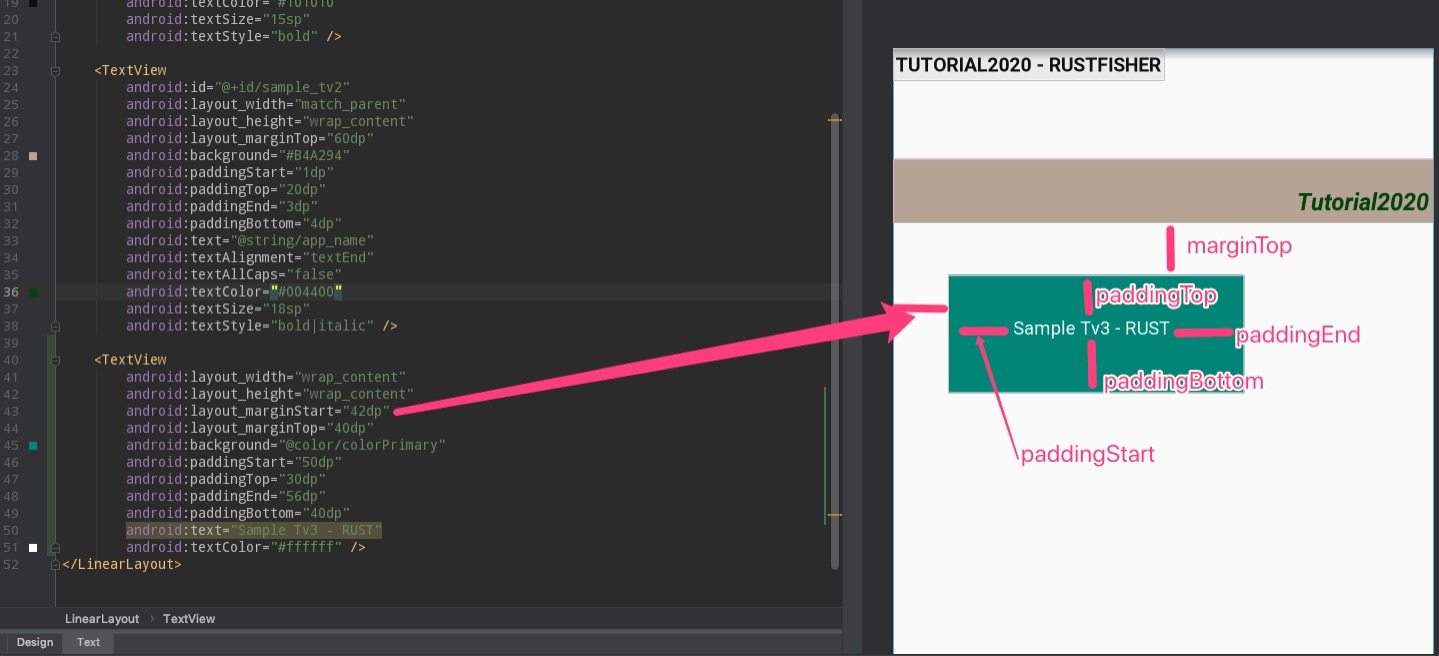 19 android:textColor="#101010"
20 android:textSize="15sp"
21 android:textStyle="bold" />
22
23 <TextView
24 android:id="@+id/sample_tv2"
25 android:layout_width="match_parent"
26 android:layout_height="wrap_content"
27 android:layout_marginTop="60dp"
28 android:background="#B4A294"
29 android:paddingStart="1dp"
30 android:paddingTop="20dp"
31 android:paddingEnd="3dp"
32 android:paddingBottom="4dp"
33 android:text="@string/app_name"
34 android:textAlignment="textEnd"
35 android:textAllCaps="false"
36 android:textColor="#004400"
37 android:textSize="18sp"
38 android:textStyle="bold|italic" />
39
40 <TextView
41 android:layout_width="wrap_content"
42 android:layout_height="wrap_content"
43 android:layout_marginStart="42dp"
44 android:layout_marginTop="40dp"
45 android:background="@color/colorPrimary"
46 android:paddingStart="50dp"
47 android:paddingTop="30dp"
48 android:paddingEnd="56dp"
49 android:paddingBottom="40dp"
50 android:text="Sample Tv3 - RUST"
51 android:textColor="#ffffff" />
52 </LinearLayout>
LinearLayout › TextView
Design Text
TUTORIAL2020 - RUSTFISHER
Tutorial2020
marginTop
paddingTop
Sample Tv3 - RUST
paddingEnd
paddingBottom
paddingStart